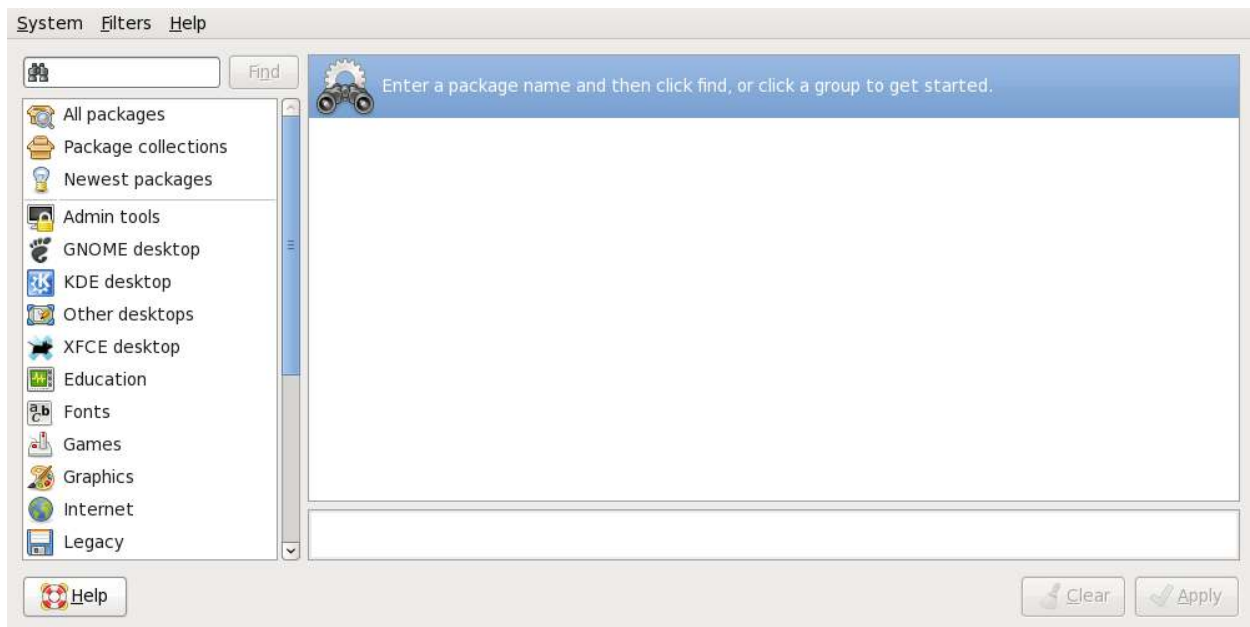 System Filters Help
Find
Enter a package name and then click find, or click a group to get started.
All packages
Package collections
Newest packages
Admin tools
GNOME desktop
KDE desktop
Other desktops
XFCE desktop
Education
Fonts
Games
Graphics
Internet
Legacy
Help
Clear
Apply